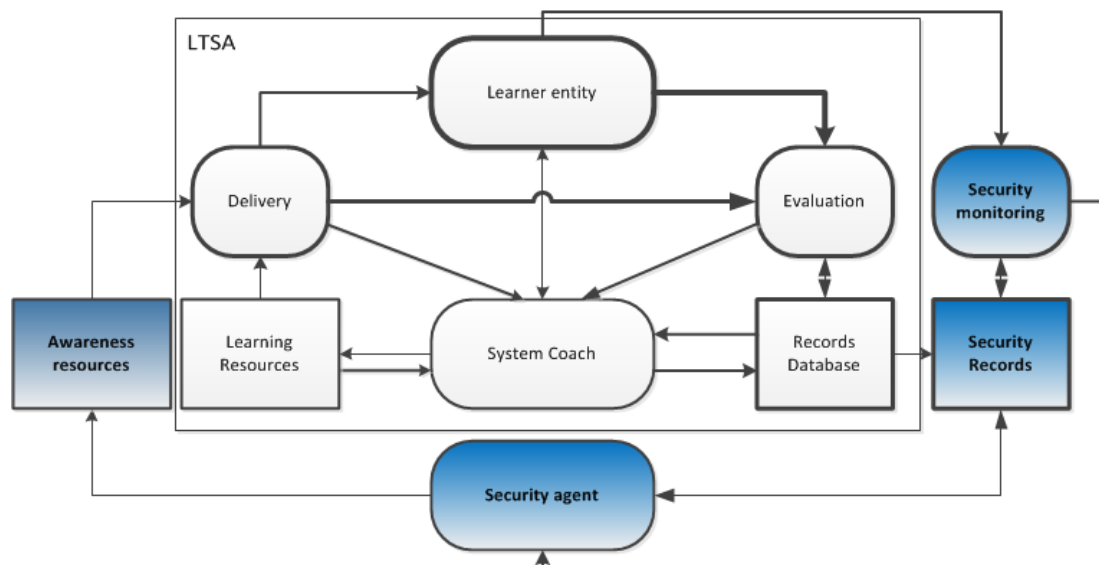 LTSA
Learner entity
Delivery
Evaluation
Security
monitoring
Awareness
resources
Learning
Resources
System Coach
Records
Database
Security
Records
Security agent